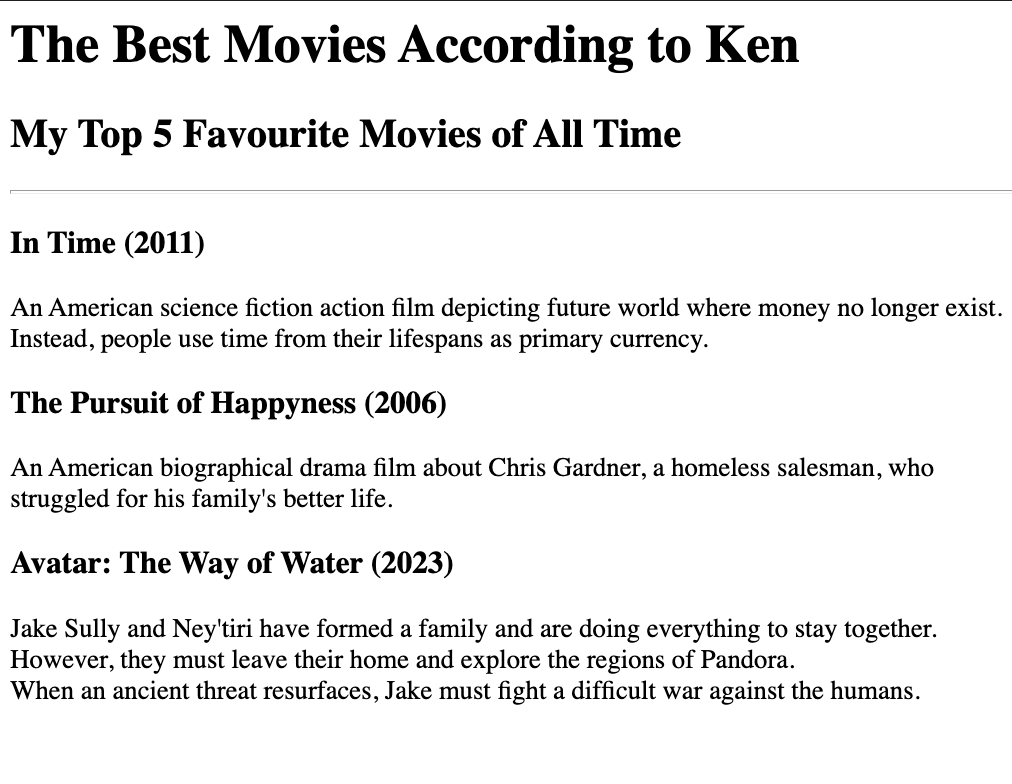 The Best Movies According to Ken
My Top 5 Favourite Movies of All Time
In Time (2011)
An American science fiction action film depicting future world where money no longer exist.
Instead, people use time from their lifespans as primary currency.
The Pursuit of Happyness (2006)
An American biographical drama film about Chris Gardner, a homeless salesman, who
struggled for his family's better life.
Avatar: The Way of Water (2023)
Jake Sully and Ney'tiri have formed a family and are doing everything to stay together.
However, they must leave their home and explore the regions of Pandora.
When an ancient threat resurfaces, Jake must fight a difficult war against the humans.